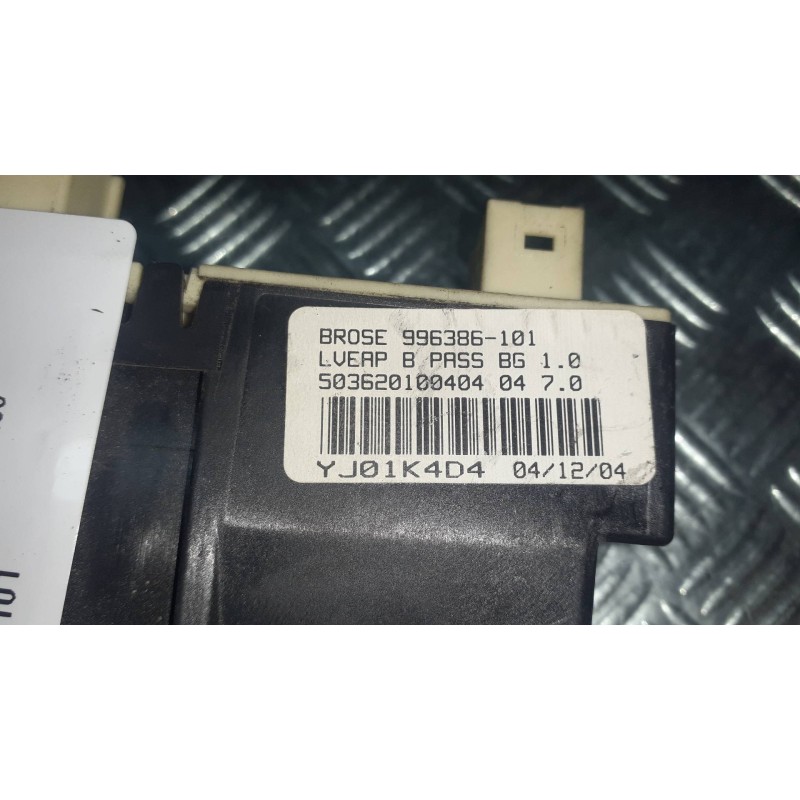 BROSE 996386-101
LVEAP B PASS BG 1.0
503620100404 04 7.0
YJ01K4D4 04/12/04